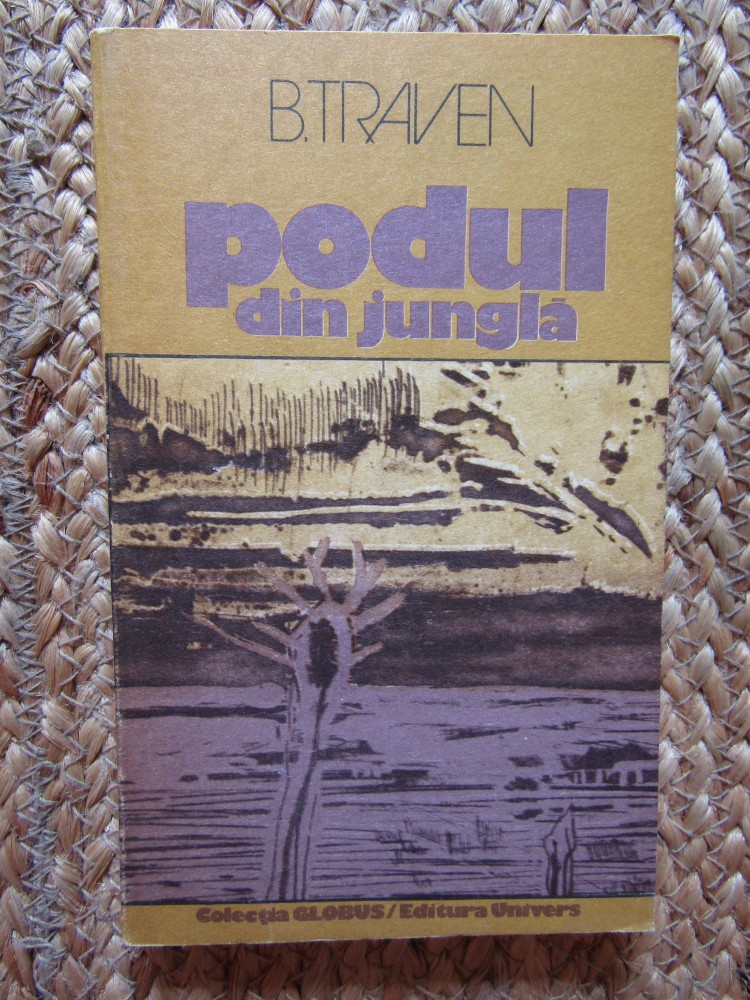 B.TRAVEN
podul
din junglă
Colecția GLOBUS/Editura Univers